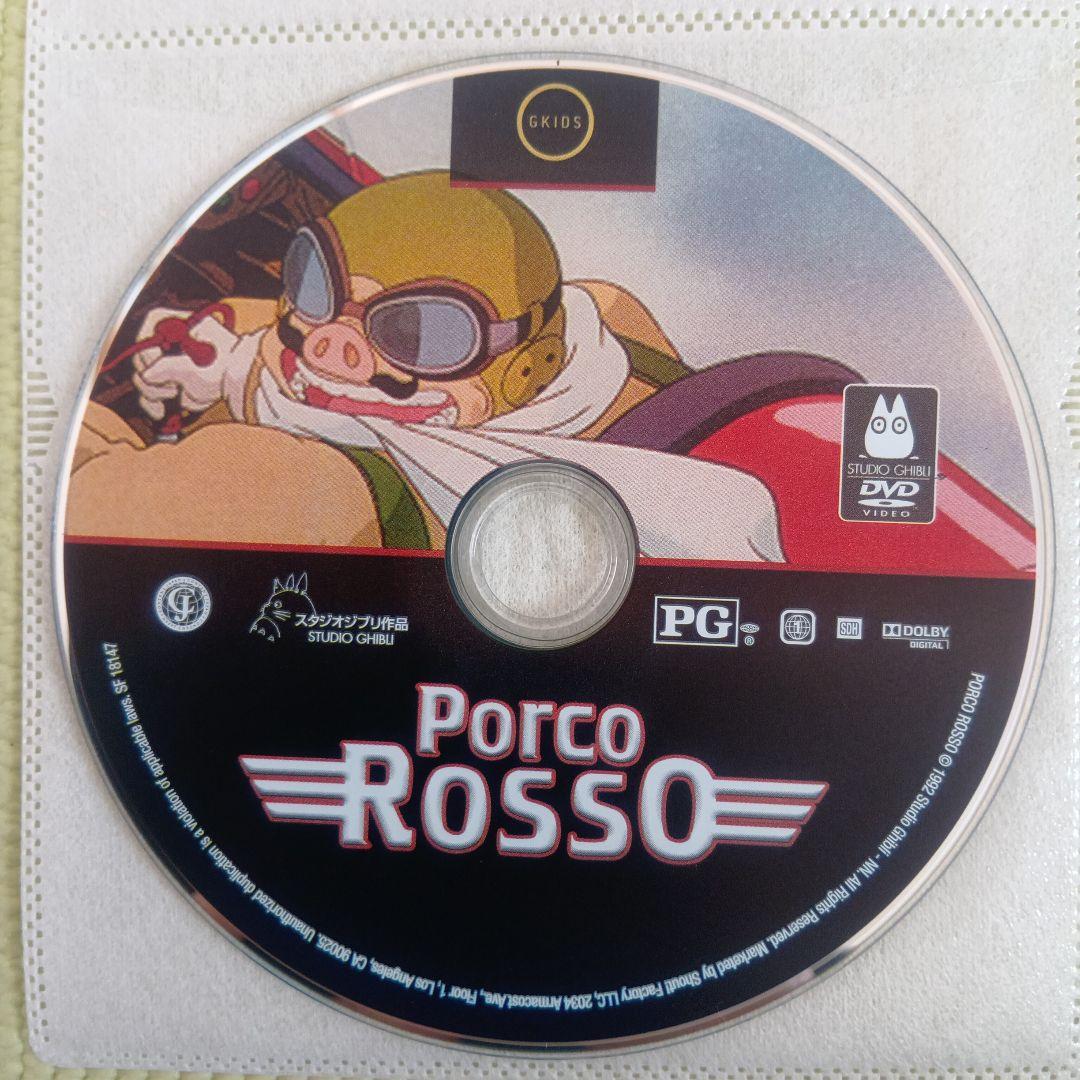 GKIDS
STUDIO GHIBLI
DVD
VIDEO
スタジオジブリ作品
STUDIO GHIBLI
PG
®
1
SDH
DOLBY
DIGITAL
Porco
Rosso
PORCO ROSSO © 1992 Studio Ghibli - NN. All Rights Reserved. Marketed by Shout! Factory LLC, 2034 Armacost Ave., Floor 1, Los Angeles, CA 90025. Unauthorized duplication is a violation of applicable laws. SF 18147